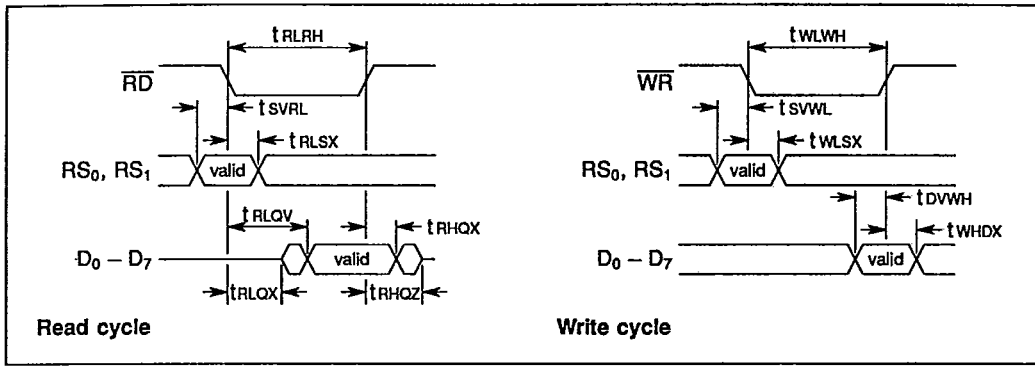 tRLRH
RD
tSVRL
tRLSX
RS0, RS1
valid
tRLQV
tRHQX
D0 – D7
valid
tRLQX
tRHQZ
Read cycle
tWLWH
WR
tSVWL
tWLSX
RS0, RS1
valid
tDVWH
tWHDX
D0 – D7
valid
Write cycle